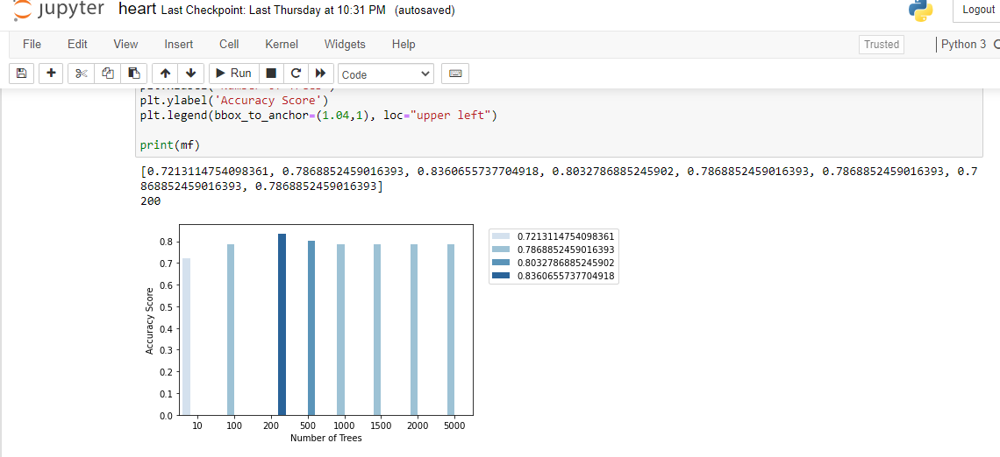 jupyter heart Last Checkpoint: Last Thursday at 10:31 PM (autosaved)
Logout
File Edit View Insert Cell Kernel Widgets Help
Trusted
Python 3
Run
Code
plt.ylabel('Accuracy Score')
plt.legend(bbox_to_anchor=(1.04,1), loc="upper left")
print(mf)
[0.7213114754098361, 0.7868852459016393, 0.8360655737704918, 0.8032786885245902, 0.7868852459016393, 0.7868852459016393, 0.7
868852459016393, 0.7868852459016393]
200
0.7213114754098361
0.7868852459016393
0.8032786885245902
0.8360655737704918
0.8
0.7
0.6
0.5
0.4
0.3
0.2
0.1
0.0
Accuracy Score
10 100 200 500 1000 1500 2000 5000
Number of Trees